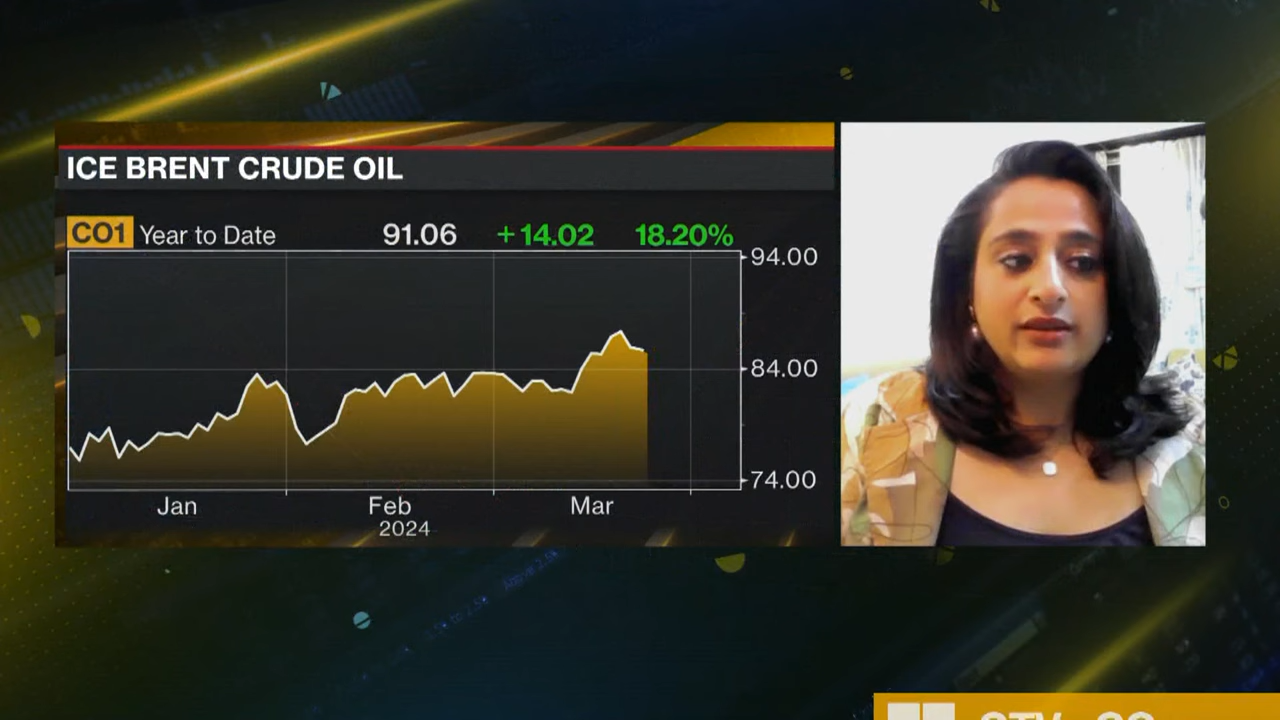 ICE BRENT CRUDE OIL
CO1 Year to Date 91.06 +14.02 18.20%
94.00
84.00
74.00
Jan Feb Mar
2024